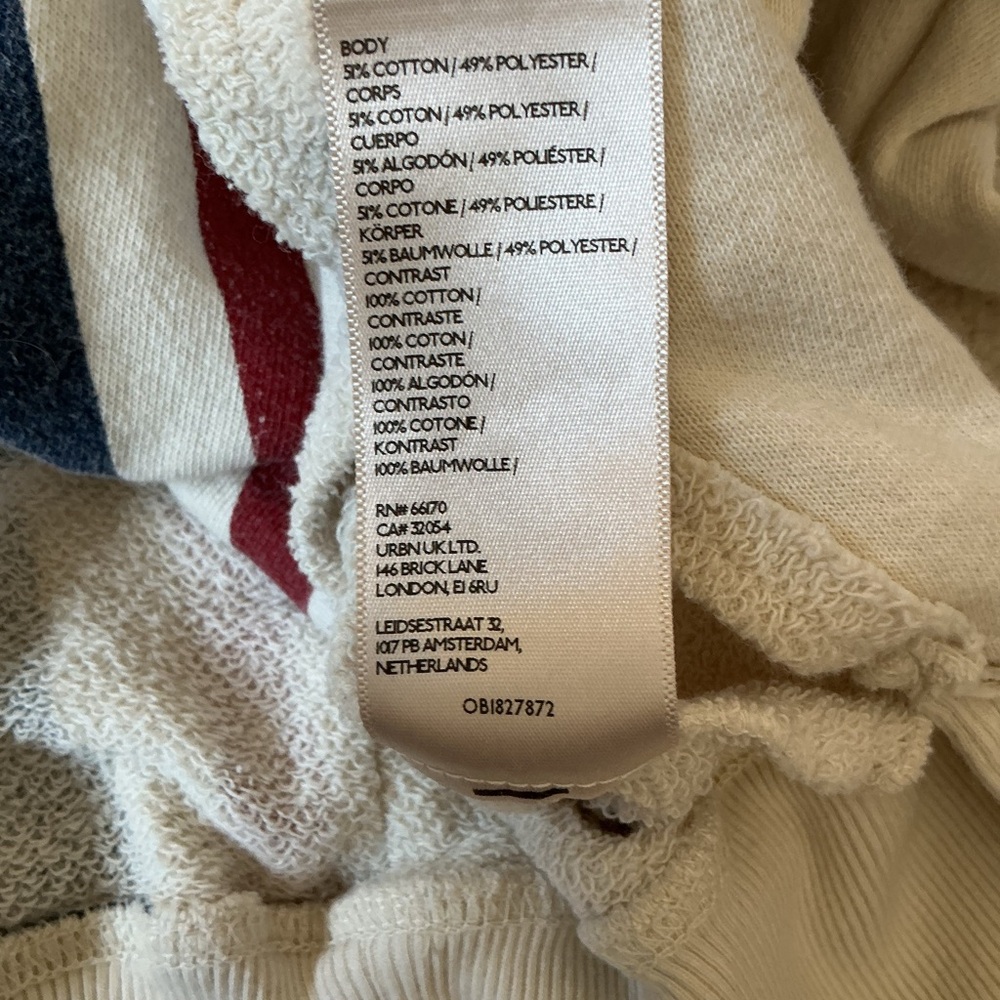 BODY
51% COTTON / 49% POLYESTER /
CORPS
51% COTON / 49% POLYESTER /
CUERPO
51% ALGODÓN / 49% POLIÉSTER /
CORPO
51% COTONE / 49% POLIESTERE /
KÖRPER
51% BAUMWOLLE / 49% POLYESTER /
CONTRAST
100% COTTON /
CONTRASTE
100% COTON /
CONTRASTE
100% ALGODÓN /
CONTRASTO
100% COTONE /
KONTRAST
100% BAUMWOLLE /
RN# 66170
CA# 32054
URBN UK LTD.
146 BRICK LANE
LONDON, E1 6RU
LEIDSESTRAAT 32,
1017 PB AMSTERDAM,
NETHERLANDS
OB1827872